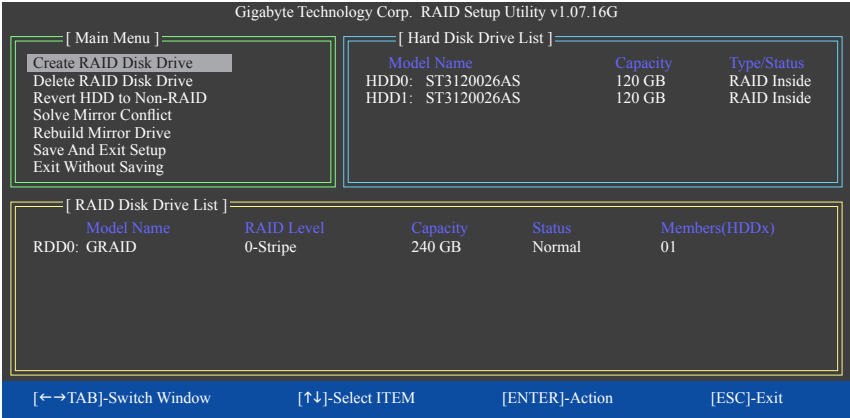 Gigabyte Technology Corp. RAID Setup Utility v1.07.16G
[ Main Menu ]
Create RAID Disk Drive
Delete RAID Disk Drive
Revert HDD to Non-RAID
Solve Mirror Conflict
Rebuild Mirror Drive
Save And Exit Setup
Exit Without Saving
[ Hard Disk Drive List ]
Model Name Capacity Type/Status
HDD0: ST3120026AS 120 GB RAID Inside
HDD1: ST3120026AS 120 GB RAID Inside
[ RAID Disk Drive List ]
Model Name RAID Level Capacity Status Members(HDDx)
RDD0: GRAID 0-Stripe 240 GB Normal 01
[←→TAB]-Switch Window [↑↓]-Select ITEM [ENTER]-Action [ESC]-Exit